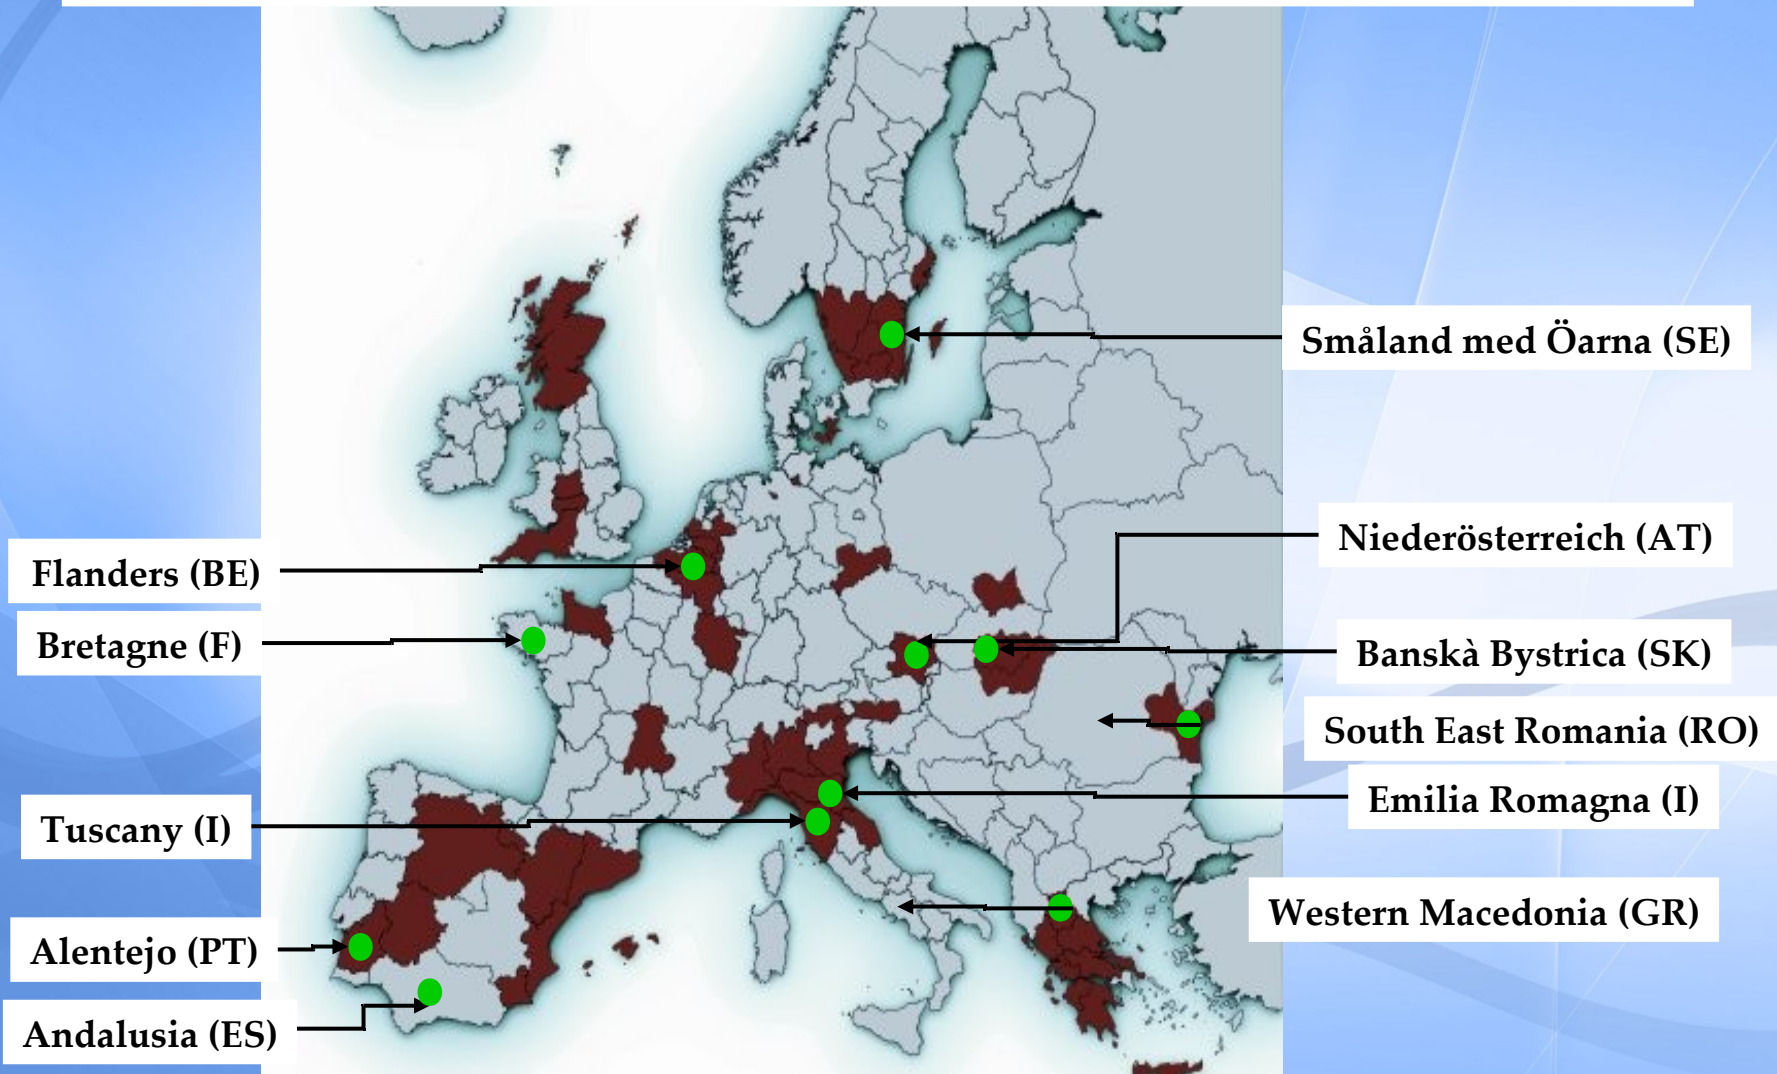 Småland med Öarna (SE)
Niederösterreich (AT)
Flanders (BE)
Bretagne (F)
Banskà Bystrica (SK)
South East Romania (RO)
Emilia Romagna (I)
Tuscany (I)
Western Macedonia (GR)
Alentejo (PT)
Andalusia (ES)